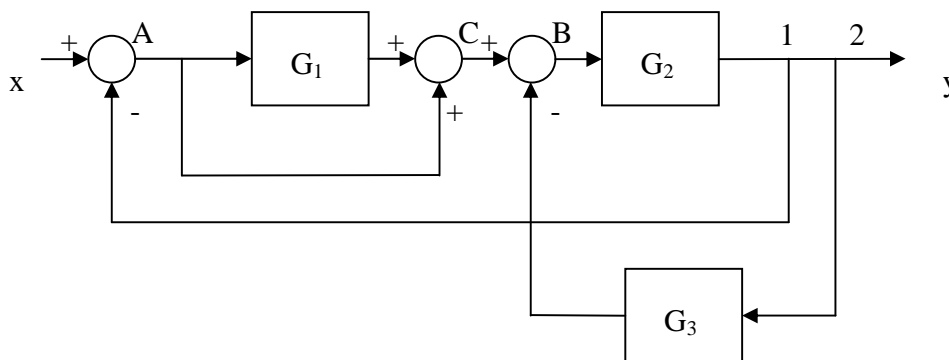 + A + C + B 1 2
G₁ G₂
x y
- + -
G₃